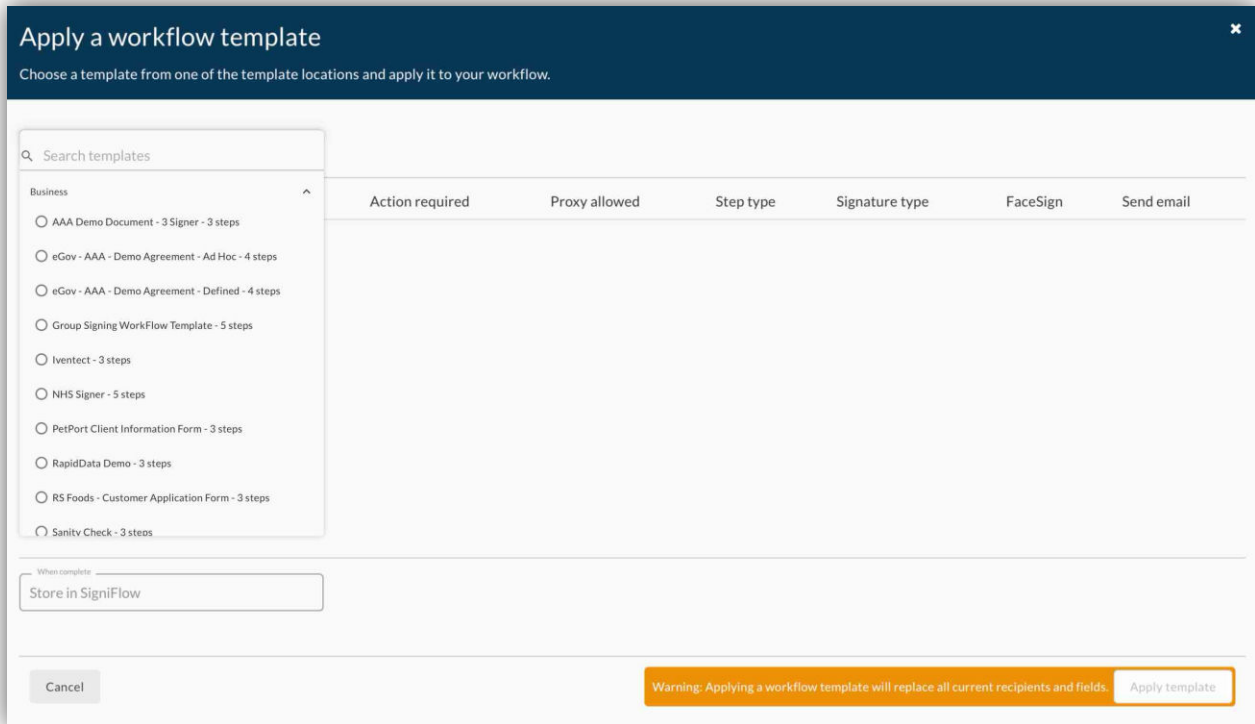 Apply a workflow template
Choose a template from one of the template locations and apply it to your workflow.
Search templates
Business
Action required Proxy allowed Step type Signature type FaceSign Send email
AAA Demo Document - 3 Signer - 3 steps
eGov - AAA - Demo Agreement - Ad Hoc - 4 steps
eGov - AAA - Demo Agreement - Defined - 4 steps
Group Signing WorkFlow Template - 5 steps
Iventect - 3 steps
NHS Signer - 5 steps
PetPort Client Information Form - 3 steps
RapidData Demo - 3 steps
RS Foods - Customer Application Form - 3 steps
Sanity Check - 3 steps
When complete
Store in SigniFlow
Cancel
Warning: Applying a workflow template will replace all current recipients and fields. Apply template